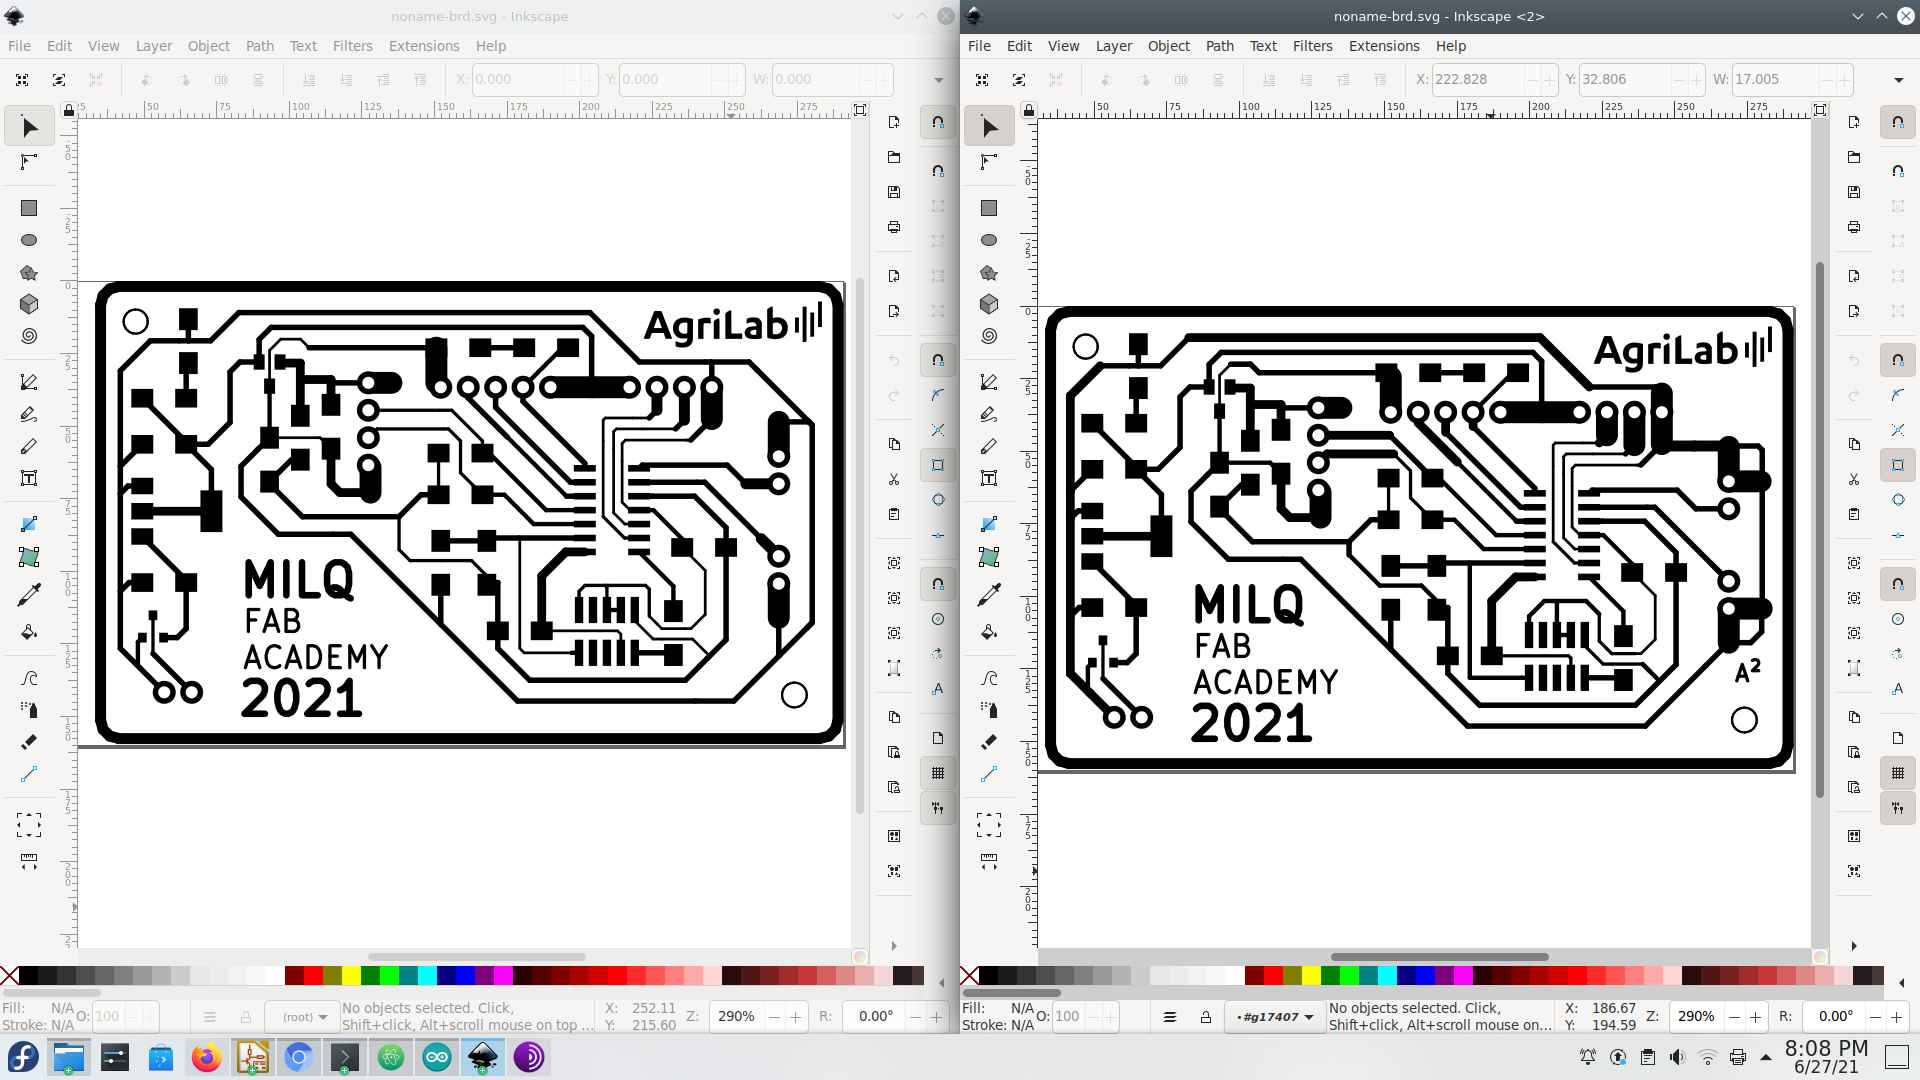 noname-brd.svg - Inkscape
File Edit View Layer Object Path Text Filters Extensions Help
X: 0.000 Y: 0.000 W: 0.000
50 75 100 125 150 175 200 225 250 275
AgriLab
MILQ
FAB
ACADEMY
2021
Fill: N/A O: 100 (root) No objects selected. Click, X: 252.11 Z: 290% R: 0.00°
Stroke: N/A Shift+click, Alt+scroll mouse on top ... Y: 215.60
noname-brd.svg - Inkscape <2>
File Edit View Layer Object Path Text Filters Extensions Help
X: 222.828 Y: 32.806 W: 17.005
50 75 100 125 150 175 200 225 250 275
AgriLab
MILQ
FAB
ACADEMY
2021
A²
Fill: N/A O: 100 •#g17407 No objects selected. Click, X: 186.67 Z: 290% R: 0.00°
Stroke: N/A Shift+click, Alt+scroll mouse on... Y: 194.59
8:08 PM
6/27/21